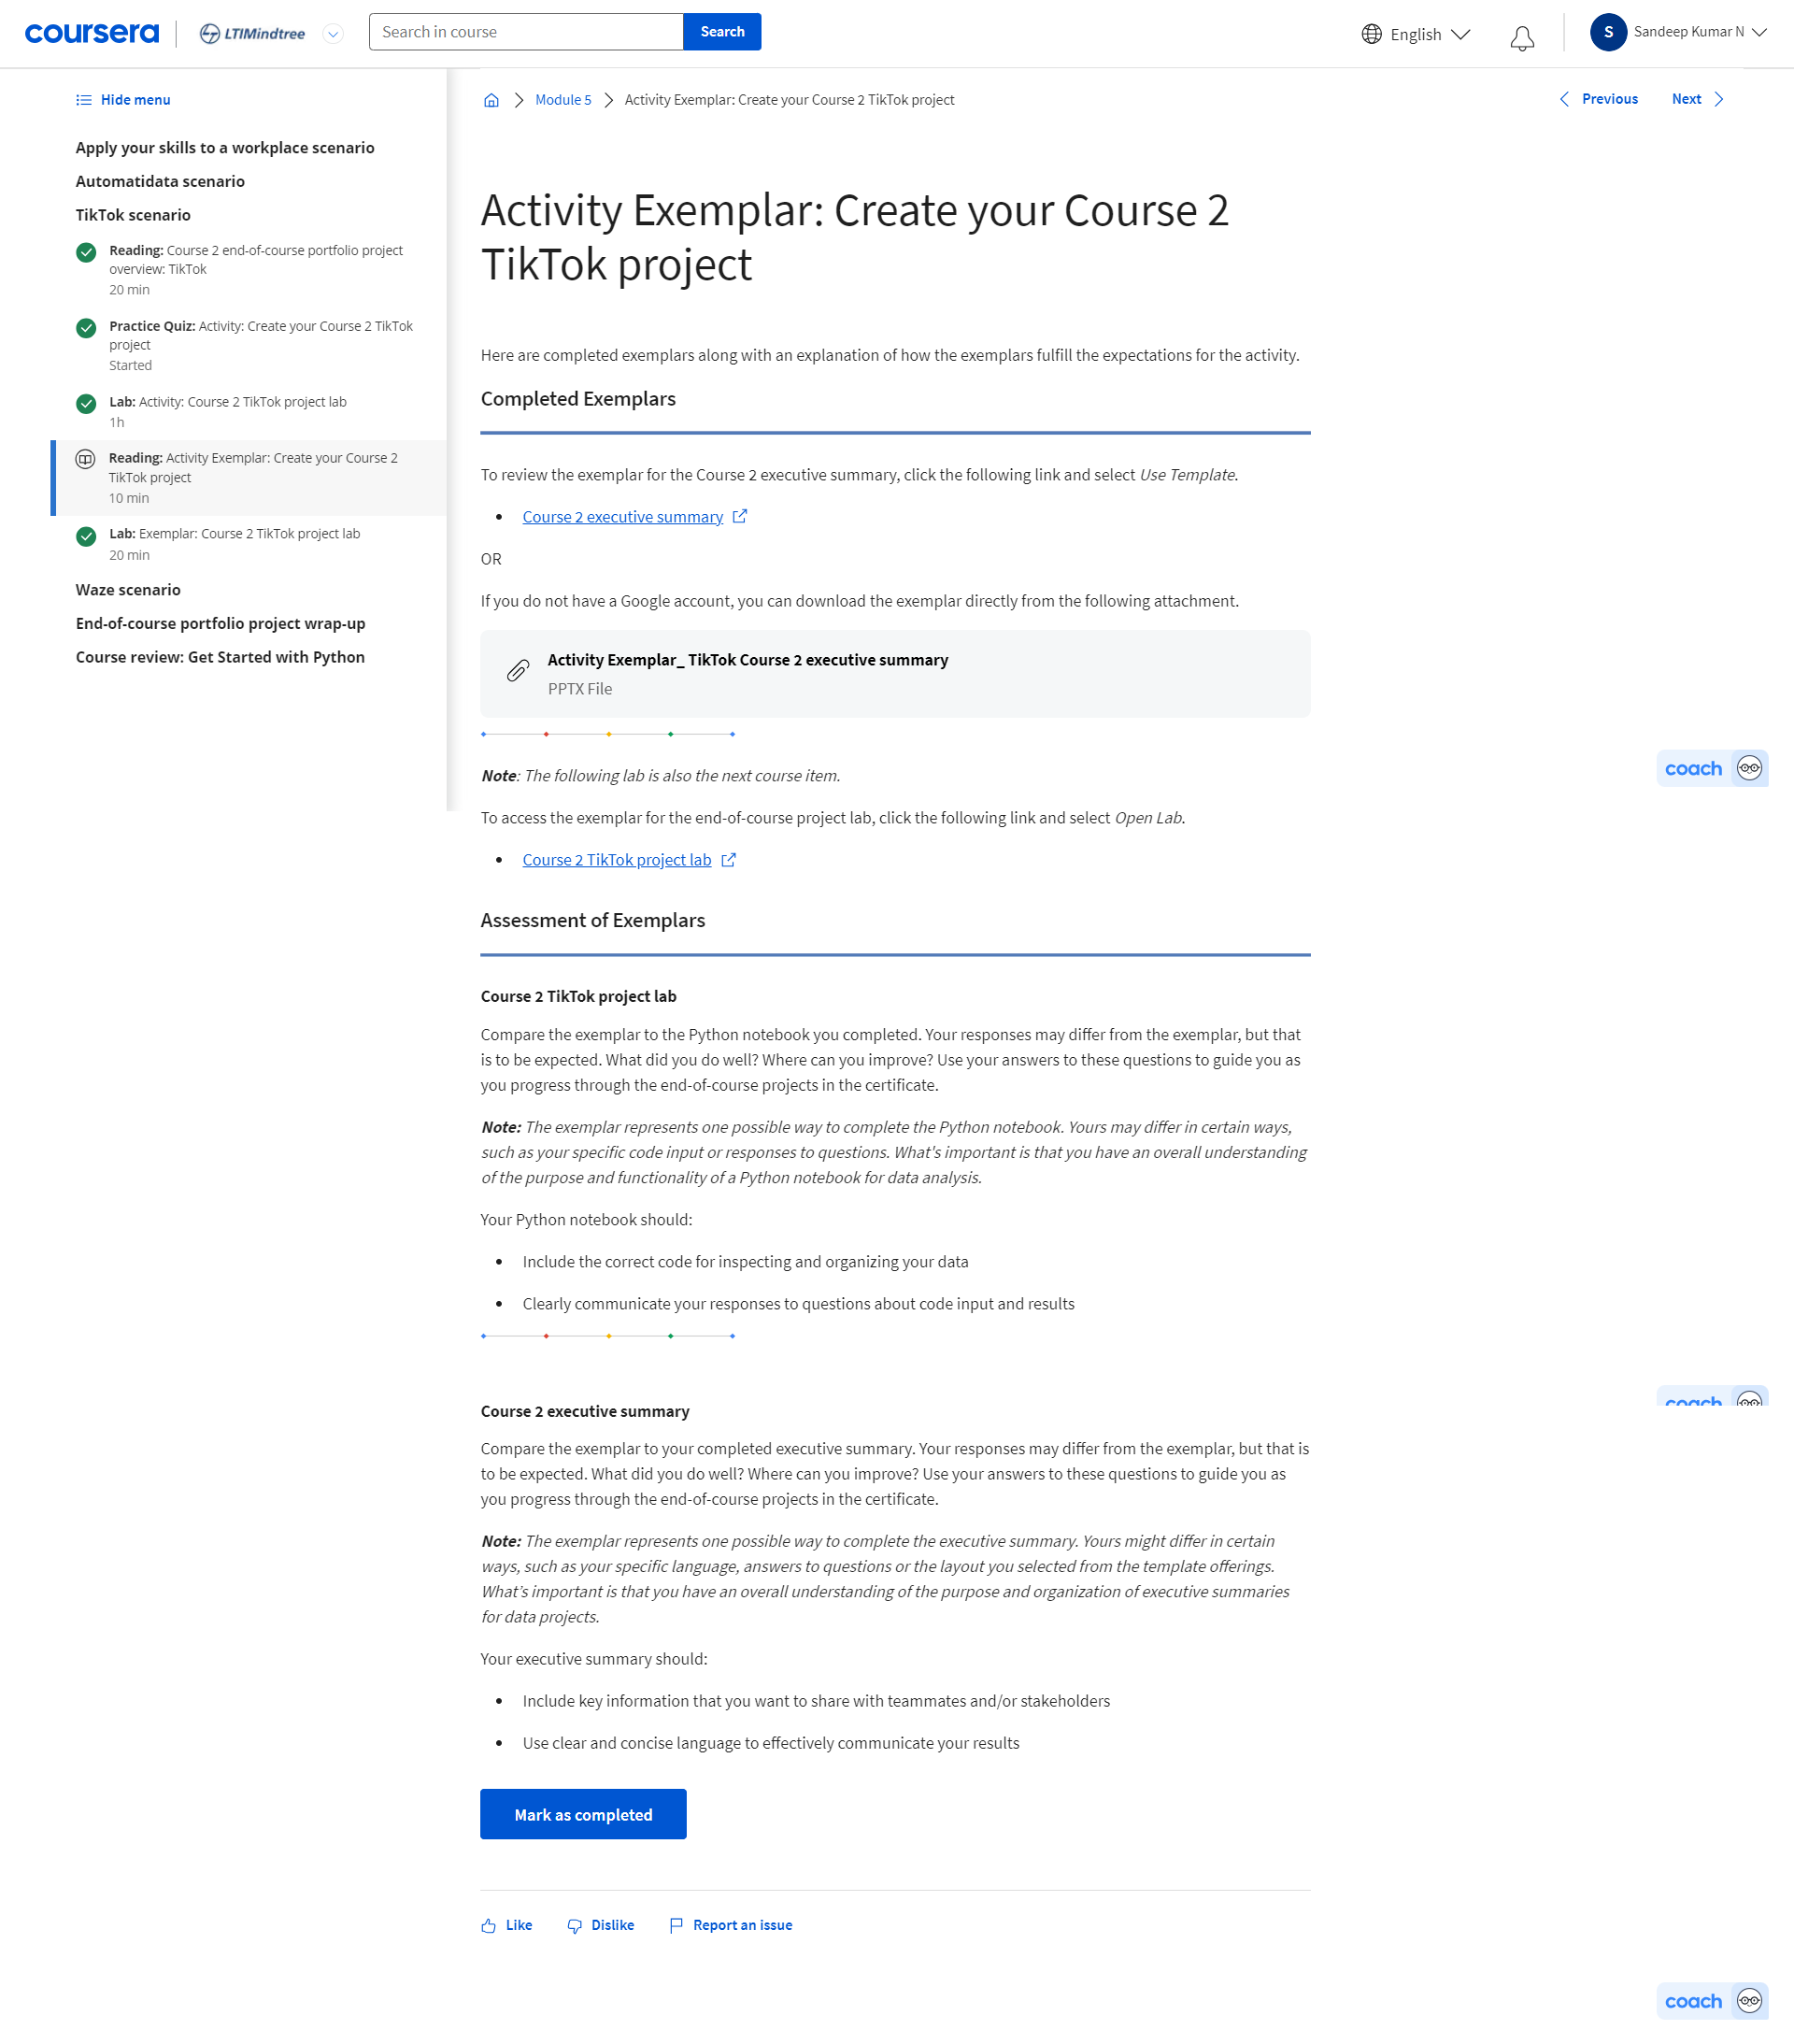 coursera
LTIMindtree
Search in course
Search
English
S
Sandeep Kumar N
Hide menu
Apply your skills to a workplace scenario
Automatidata scenario
TikTok scenario
Reading: Course 2 end-of-course portfolio project
overview: TikTok
20 min
Practice Quiz: Activity: Create your Course 2 TikTok
project
Started
Lab: Activity: Course 2 TikTok project lab
1h
Reading: Activity Exemplar: Create your Course 2
TikTok project
10 min
Lab: Exemplar: Course 2 TikTok project lab
20 min
Waze scenario
End-of-course portfolio project wrap-up
Course review: Get Started with Python
Module 5
Activity Exemplar: Create your Course 2 TikTok project
Previous
Next
Activity Exemplar: Create your Course 2
TikTok project
Here are completed exemplars along with an explanation of how the exemplars fulfill the expectations for the activity.
Completed Exemplars
To review the exemplar for the Course 2 executive summary, click the following link and select Use Template.
• Course 2 executive summary
OR
If you do not have a Google account, you can download the exemplar directly from the following attachment.
Activity Exemplar_ TikTok Course 2 executive summary
PPTX File
coach
Note: The following lab is also the next course item.
To access the exemplar for the end-of-course project lab, click the following link and select Open Lab.
• Course 2 TikTok project lab
Assessment of Exemplars
Course 2 TikTok project lab
Compare the exemplar to the Python notebook you completed. Your responses may differ from the exemplar, but that
is to be expected. What did you do well? Where can you improve? Use your answers to these questions to guide you as
you progress through the end-of-course projects in the certificate.
Note: The exemplar represents one possible way to complete the Python notebook. Yours may differ in certain ways,
such as your specific code input or responses to questions. What's important is that you have an overall understanding
of the purpose and functionality of a Python notebook for data analysis.
Your Python notebook should:
• Include the correct code for inspecting and organizing your data
• Clearly communicate your responses to questions about code input and results
coach
Course 2 executive summary
Compare the exemplar to your completed executive summary. Your responses may differ from the exemplar, but that is
to be expected. What did you do well? Where can you improve? Use your answers to these questions to guide you as
you progress through the end-of-course projects in the certificate.
Note: The exemplar represents one possible way to complete the executive summary. Yours might differ in certain
ways, such as your specific language, answers to questions or the layout you selected from the template offerings.
What’s important is that you have an overall understanding of the purpose and organization of executive summaries
for data projects.
Your executive summary should:
• Include key information that you want to share with teammates and/or stakeholders
• Use clear and concise language to effectively communicate your results
Mark as completed
Like
Dislike
Report an issue
coach